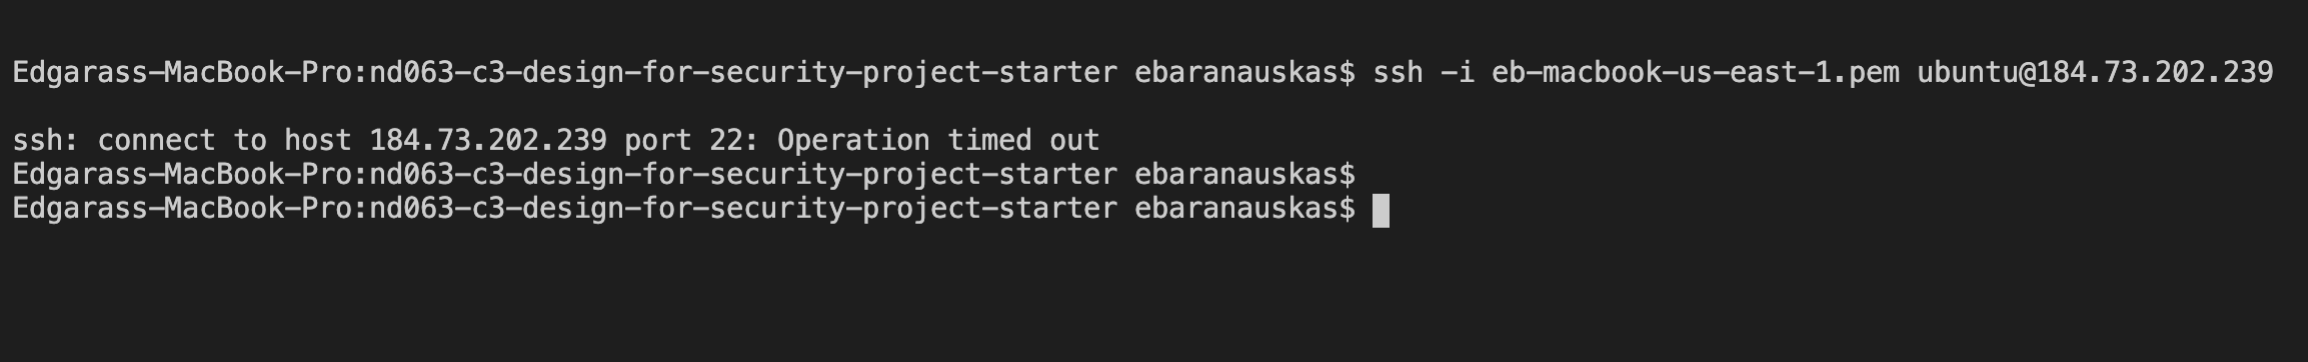 Edgarass-MacBook-Pro:nd063-c3-design-for-security-project-starter ebaranauskas$ ssh -i eb-macbook-us-east-1.pem ubuntu@184.73.202.239
ssh: connect to host 184.73.202.239 port 22: Operation timed out
Edgarass-MacBook-Pro:nd063-c3-design-for-security-project-starter ebaranauskas$
Edgarass-MacBook-Pro:nd063-c3-design-for-security-project-starter ebaranauskas$